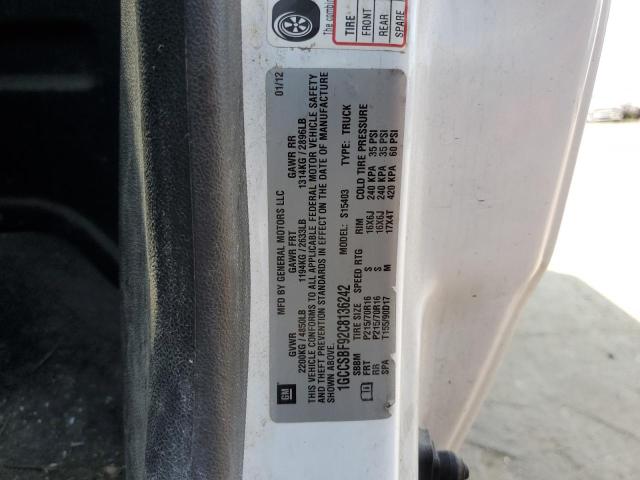 The combin
TIRE
FRONT
REAR
SPARE
MFD BY GENERAL MOTORS LLC 01/12
GVWR GAWR FRT GAWR RR
2200KG / 4850LB 1194KG / 2633LB 1314KG / 2896LB
THIS VEHICLE CONFORMS TO ALL APPLICABLE FEDERAL MOTOR VEHICLE SAFETY
AND THEFT PREVENTION STANDARDS IN EFFECT ON THE DATE OF MANUFACTURE
SHOWN ABOVE.
1GCCSBF92C8136242 MODEL: S15403 TYPE: TRUCK
SBBM TIRE SIZE SPEED RTG RIM COLD TIRE PRESSURE
FRT P215/70R16 S 16X6J 240 KPA 35 PSI
RR P215/70R16 S 16X6J 240 KPA 35 PSI
SPA T155/90D17 M 17X4T 420 KPA 60 PSI
GM